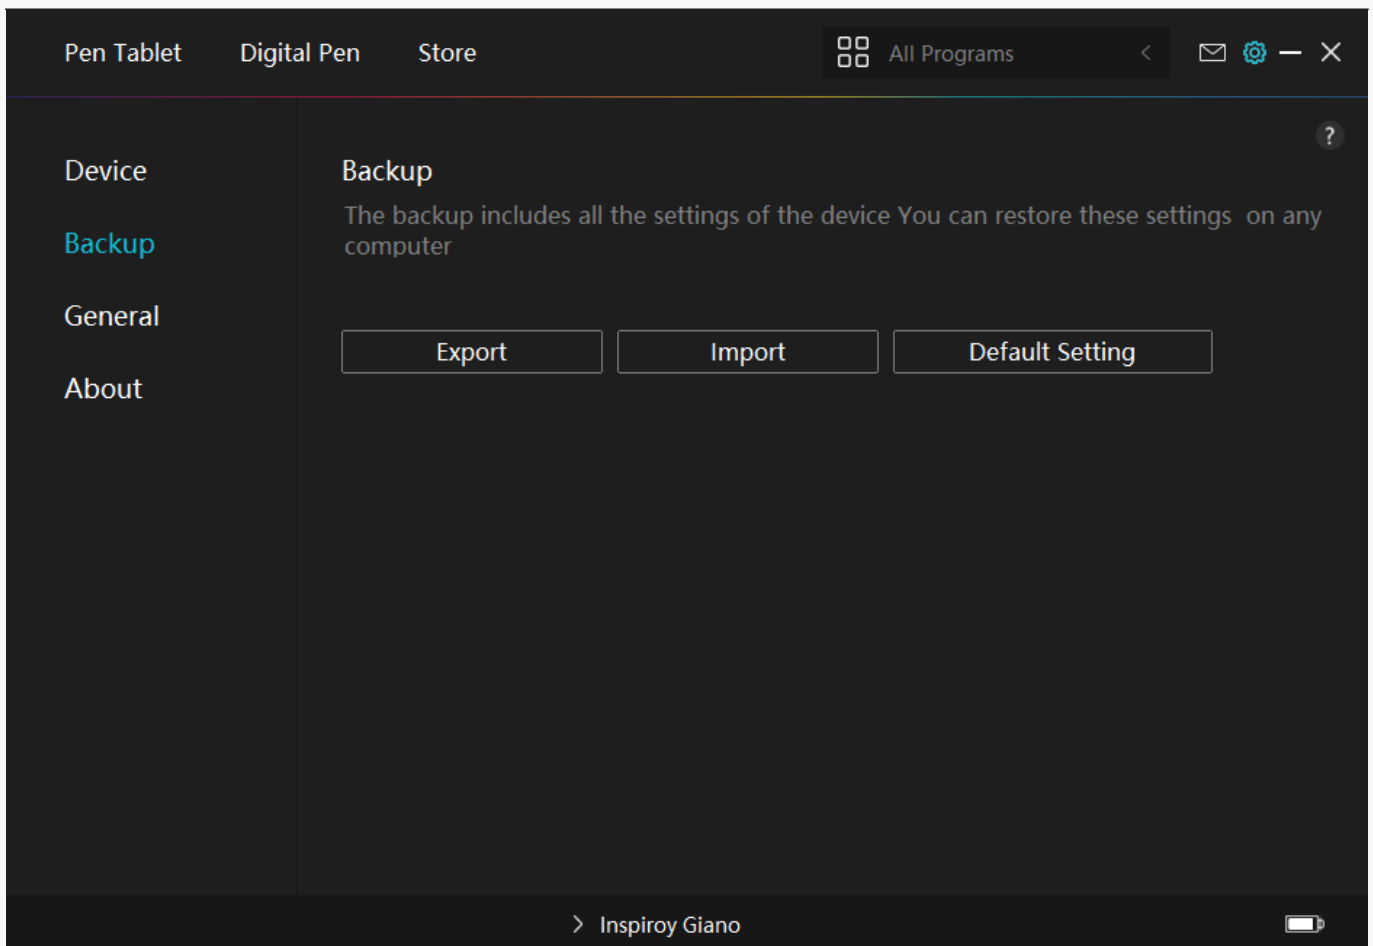 Pen Tablet Digital Pen Store All Programs
?
Device
Backup
General
About
Backup
The backup includes all the settings of the device You can restore these settings  on any
computer
Export Import Default Setting
Inspiroy Giano